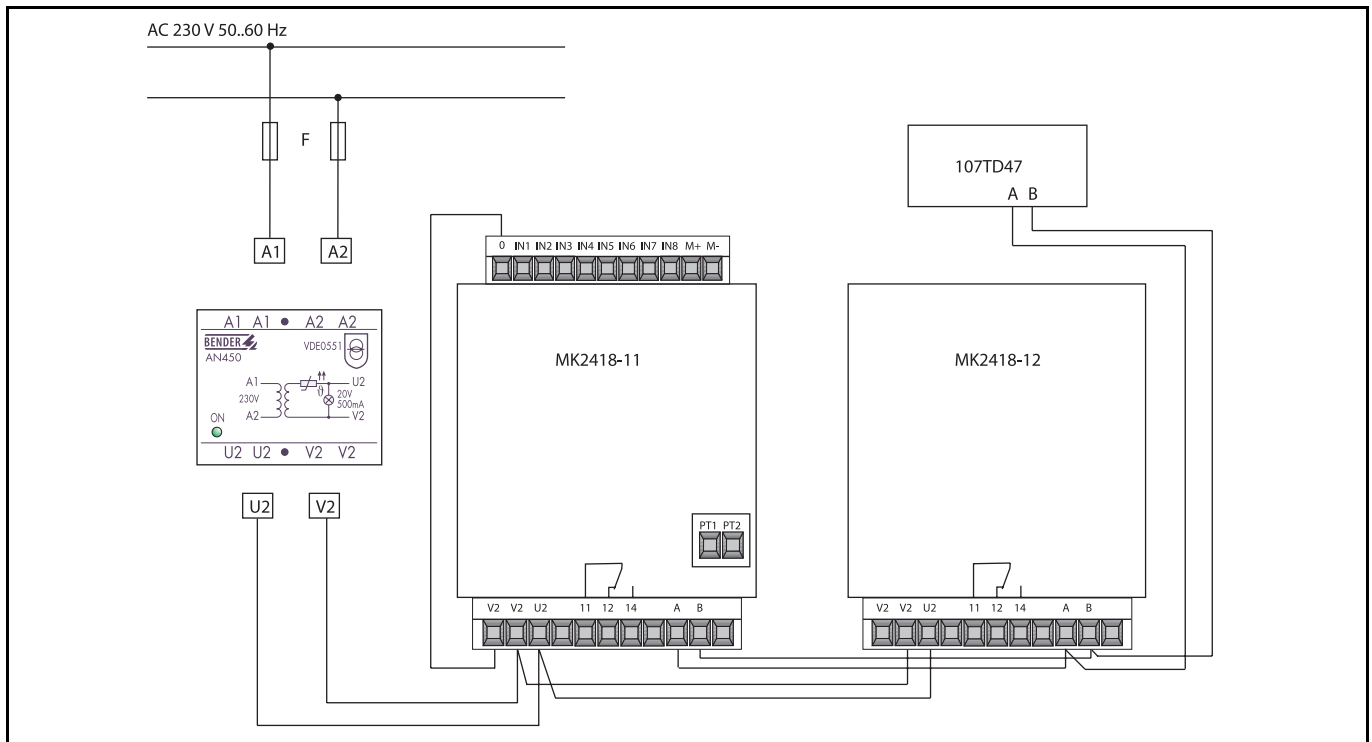 AC 230 V 50..60 Hz
F
107TD47
A B
A1 A2
0 IN1 IN2 IN3 IN4 IN5 IN6 IN7 IN8 M+ M-
A1 A1 • A2 A2
BENDER
AN450
VDE0551
A1
230V
A2
U2
20V
500mA
V2
ON
U2 U2 • V2 V2
MK2418-11
MK2418-12
U2 V2
PT1 PT2
V2 V2 U2 11 12 14 A B
11 12 14
V2 V2 U2 A B